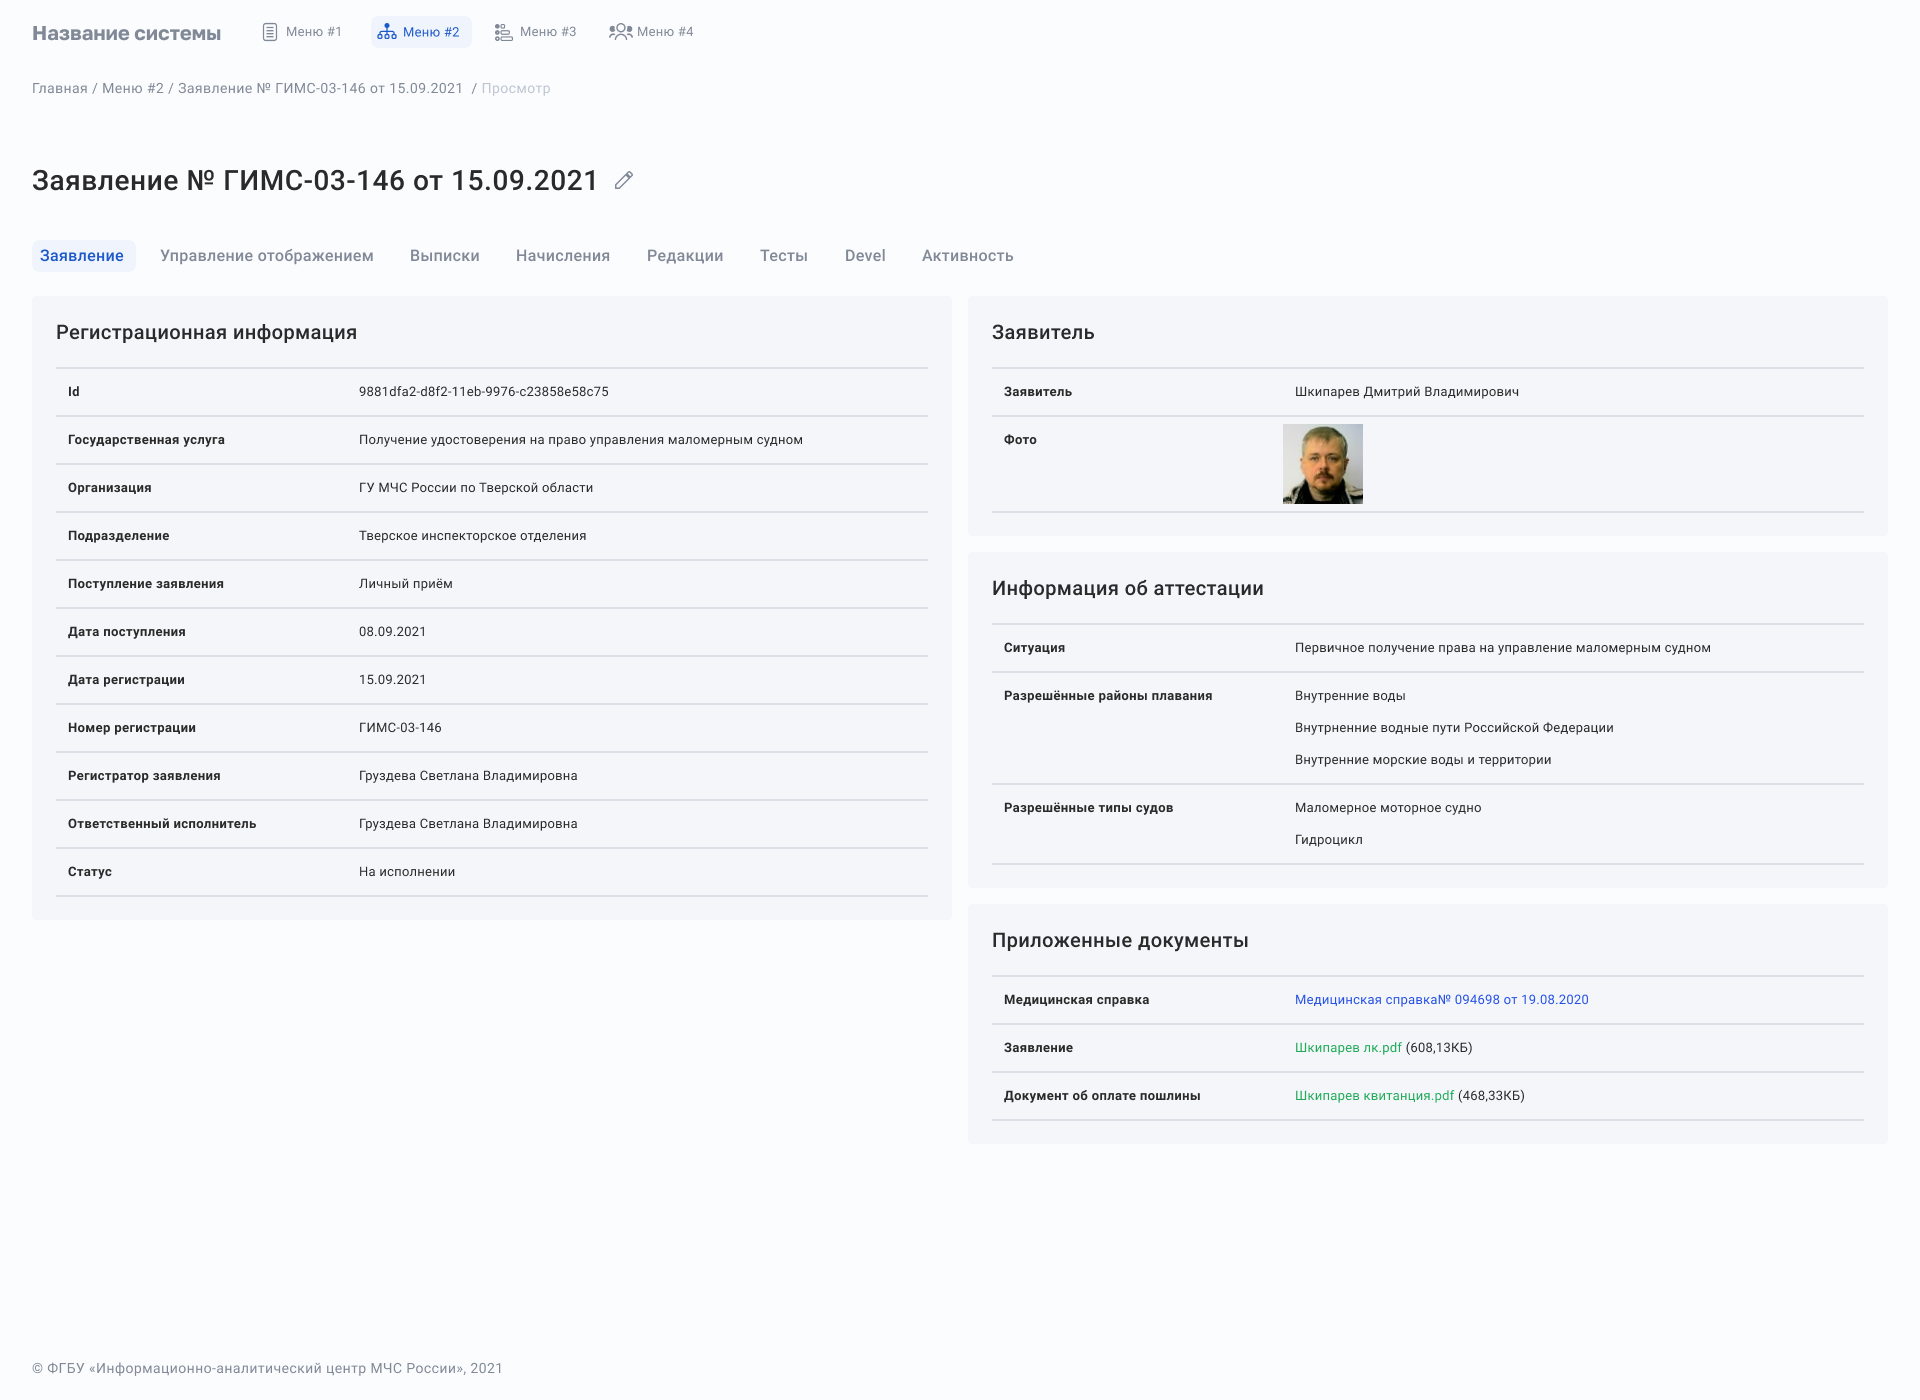 Название системы
Меню #1
Меню #2
Меню #3
Меню #4
Главная / Меню #2 / Заявление № ГИМС-03-146 от 15.09.2021 / Просмотр
Заявление № ГИМС-03-146 от 15.09.2021
Заявление
Управление отображением
Выписки
Начисления
Редакции
Тесты
Devel
Активность
Регистрационная информация
Id 9881dfa2-d8f2-11eb-9976-c23858e58c75
Государственная услуга Получение удостоверения на право управления маломерным судном
Организация ГУ МЧС России по Тверской области
Подразделение Тверское инспекторское отделения
Поступление заявления Личный приём
Дата поступления 08.09.2021
Дата регистрации 15.09.2021
Номер регистрации ГИМС-03-146
Регистратор заявления Груздева Светлана Владимировна
Ответственный исполнитель Груздева Светлана Владимировна
Статус На исполнении
Заявитель
Заявитель Шкипарев Дмитрий Владимирович
Фото
Информация об аттестации
Ситуация Первичное получение права на управление маломерным судном
Разрешённые районы плавания Внутренние воды
Внутрненние водные пути Российской Федерации
Внутренние морские воды и территории
Разрешённые типы судов Маломерное моторное судно
Гидроцикл
Приложенные документы
Медицинская справка Медицинская справка№ 094698 от 19.08.2020
Заявление Шкипарев лк.pdf (608,13КБ)
Документ об оплате пошлины Шкипарев квитанция.pdf (468,33КБ)
© ФГБУ «Информационно-аналитический центр МЧС России», 2021